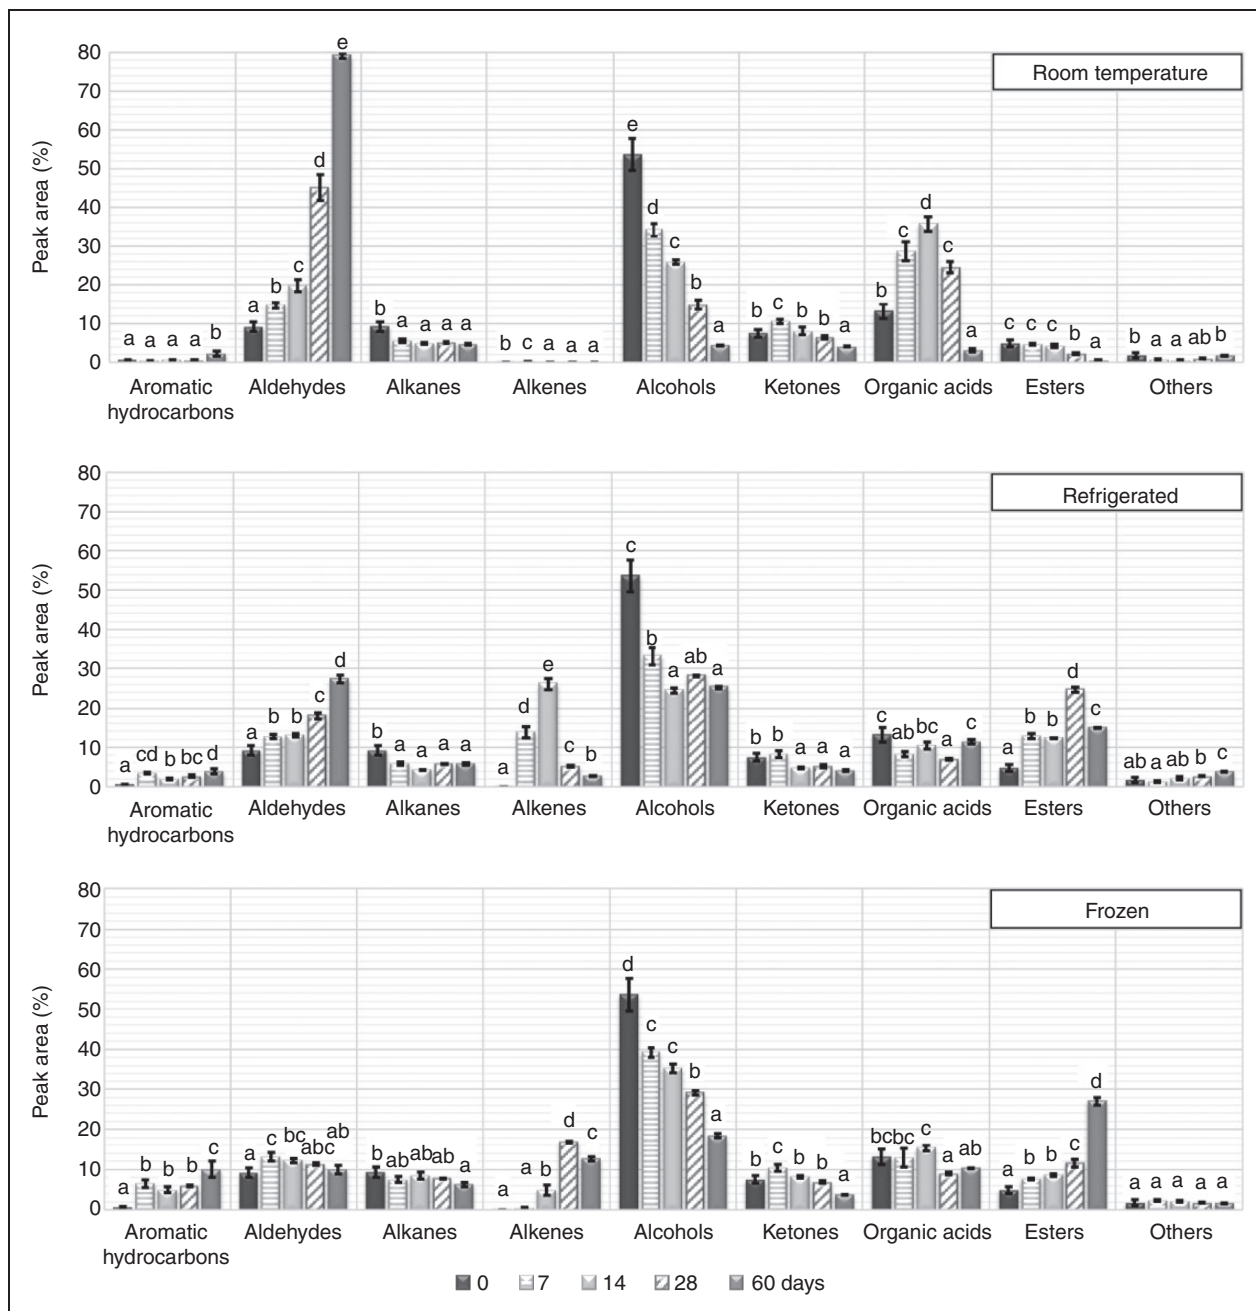 Room temperature
Peak area (%)
80
70
60
50
40
30
20
10
0
a a a a b
a b c d e
b a a a a
b c a a a
e d c b a
b c b b a
b c d c a
c c c b a
b a a ab b
Aromatic hydrocarbons
Aldehydes
Alkanes
Alkenes
Alcohols
Ketones
Organic acids
Esters
Others
Refrigerated
Peak area (%)
80
70
60
50
40
30
20
10
0
a cd b bc d
a b b c d
b a a a a
a d e c b
c b a ab a
b b a a a
c ab bc a c
a b b d c
ab a ab b c
Aromatic hydrocarbons
Aldehydes
Alkanes
Alkenes
Alcohols
Ketones
Organic acids
Esters
Others
Frozen
Peak area (%)
80
70
60
50
40
30
20
10
0
a b b b c
a c bc abc ab
b ab ab ab a
a a b d c
d c c b a
b c b b a
bc bc c a ab
a b b c d
a a a a a
Aromatic hydrocarbons
Aldehydes
Alkanes
Alkenes
Alcohols
Ketones
Organic acids
Esters
Others
0 7 14 28 60 days